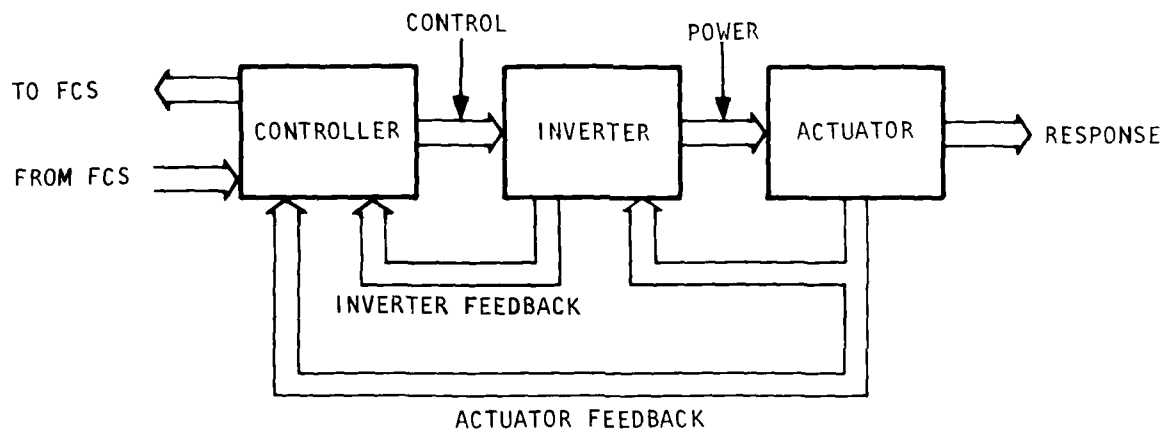 CONTROL
POWER
TO FCS
CONTROLLER
INVERTER
ACTUATOR
RESPONSE
FROM FCS
INVERTER FEEDBACK
ACTUATOR FEEDBACK